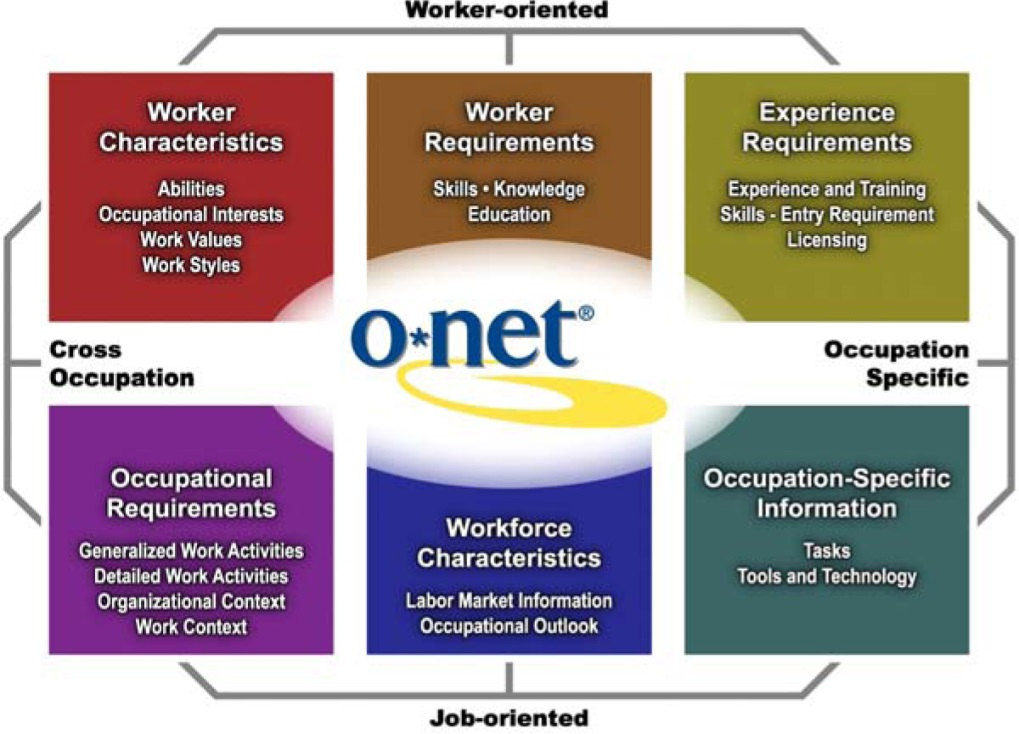 Worker-oriented
Worker
Characteristics
Abilities
Occupational Interests
Work Values
Work Styles
Worker
Requirements
Skills • Knowledge
Education
Experience
Requirements
Experience and Training
Skills - Entry Requirement
Licensing
Cross
Occupation
o*net®
Occupation
Specific
Occupational
Requirements
Generalized Work Activities
Detailed Work Activities
Organizational Context
Work Context
Workforce
Characteristics
Labor Market Information
Occupational Outlook
Occupation-Specific
Information
Tasks
Tools and Technology
Job-oriented